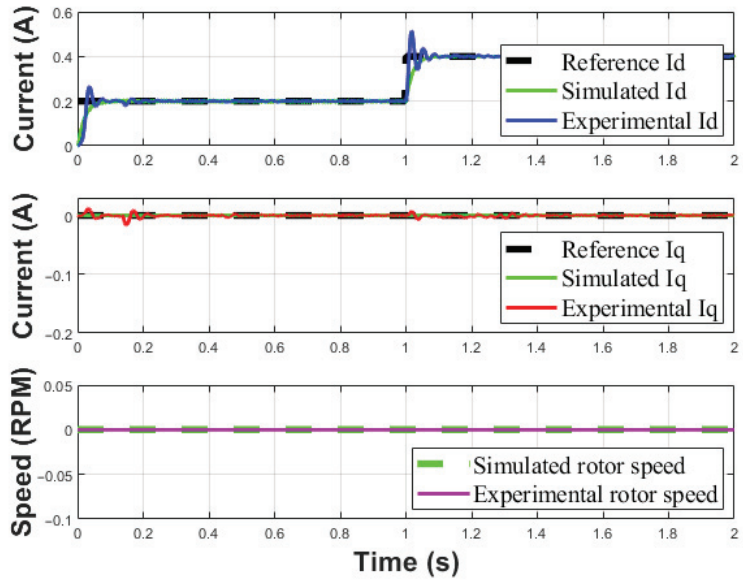 Current (A)
0.6
0.4
0.2
0
Reference Id
Simulated Id
Experimental Id
0 0.2 0.4 0.6 0.8 1 1.2 1.4 1.6 1.8 2
Current (A)
0
−0.1
−0.2
Reference Iq
Simulated Iq
Experimental Iq
0 0.2 0.4 0.6 0.8 1 1.2 1.4 1.6 1.8 2
Speed (RPM)
0.05
0
−0.05
−0.1
Simulated rotor speed
Experimental rotor speed
0 0.2 0.4 0.6 0.8 1 1.2 1.4 1.6 1.8 2
Time (s)